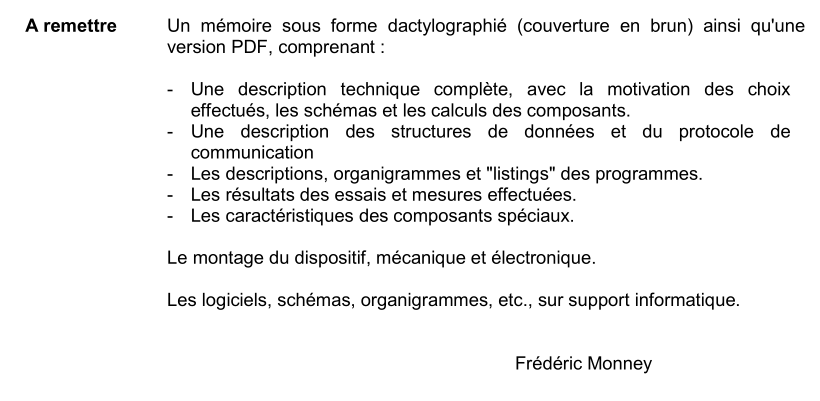 A remettre Un mémoire sous forme dactylographié (couverture en brun) ainsi qu'une
version PDF, comprenant :
- Une description technique complète, avec la motivation des choix
effectués, les schémas et les calculs des composants.
- Une description des structures de données et du protocole de
communication
- Les descriptions, organigrammes et "listings" des programmes.
- Les résultats des essais et mesures effectuées.
- Les caractéristiques des composants spéciaux.
Le montage du dispositif, mécanique et électronique.
Les logiciels, schémas, organigrammes, etc., sur support informatique.
Frédéric Monney